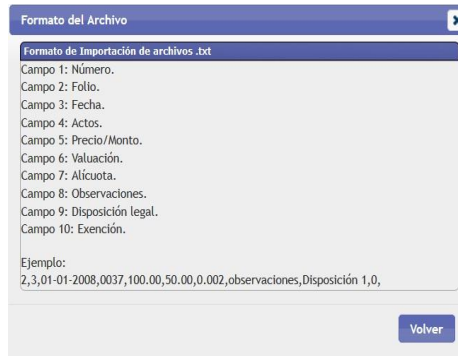 Formato del Archivo
Formato de Importación de archivos .txt
Campo 1: Número.
Campo 2: Folio.
Campo 3: Fecha.
Campo 4: Actos.
Campo 5: Precio/Monto.
Campo 6: Valuación.
Campo 7: Alícuota.
Campo 8: Observaciones.
Campo 9: Disposición legal.
Campo 10: Exención.
Ejemplo:
2,3,01-01-2008,0037,100.00,50.00,0.002,observaciones,Disposición 1,0,
Volver